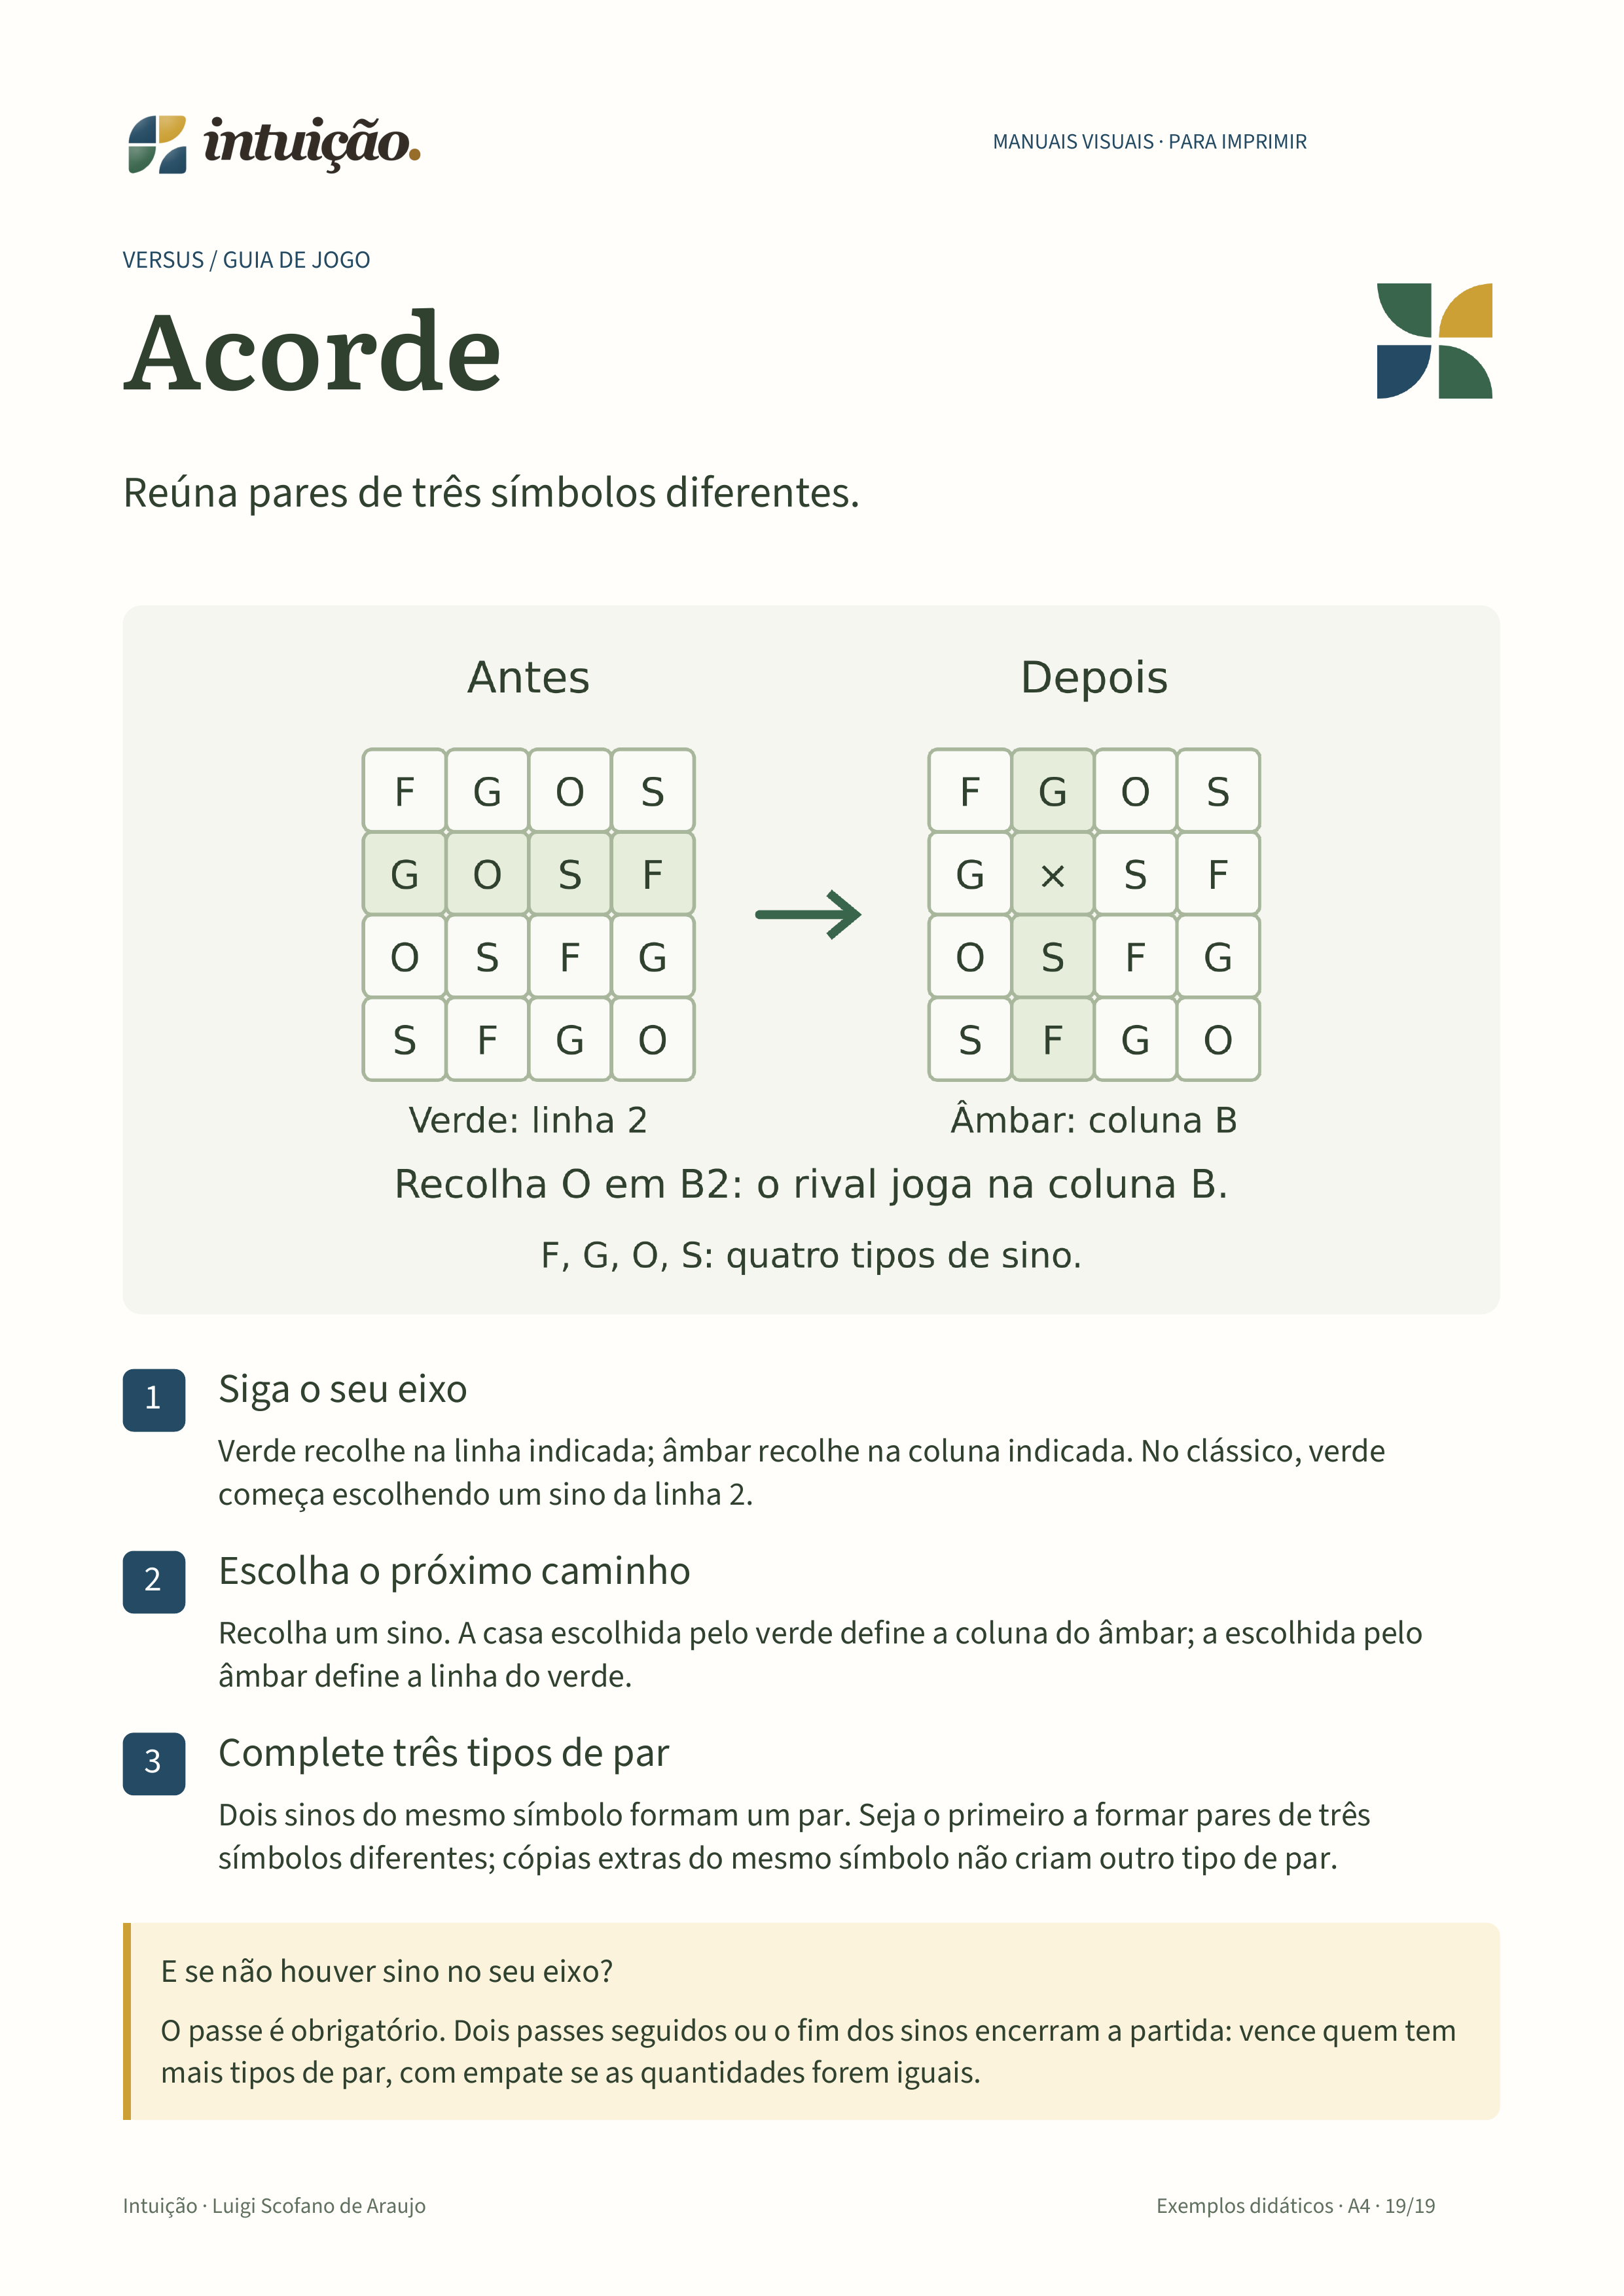 intuição.
MANUAIS VISUAIS · PARA IMPRIMIR
VERSUS / GUIA DE JOGO
Acorde
Reúna pares de três símbolos diferentes.
Antes
F G O S
G O S F
O S F G
S F G O
Verde: linha 2
Depois
F G O S
G × S F
O S F G
S F G O
Âmbar: coluna B
Recolha O em B2: o rival joga na coluna B.
F, G, O, S: quatro tipos de sino.
1
Siga o seu eixo
Verde recolhe na linha indicada; âmbar recolhe na coluna indicada. No clássico, verde
começa escolhendo um sino da linha 2.
2
Escolha o próximo caminho
Recolha um sino. A casa escolhida pelo verde define a coluna do âmbar; a escolhida pelo
âmbar define a linha do verde.
3
Complete três tipos de par
Dois sinos do mesmo símbolo formam um par. Seja o primeiro a formar pares de três
símbolos diferentes; cópias extras do mesmo símbolo não criam outro tipo de par.
E se não houver sino no seu eixo?
O passe é obrigatório. Dois passes seguidos ou o fim dos sinos encerram a partida: vence quem tem
mais tipos de par, com empate se as quantidades forem iguais.
Intuição · Luigi Scofano de Araujo
Exemplos didáticos · A4 · 19/19